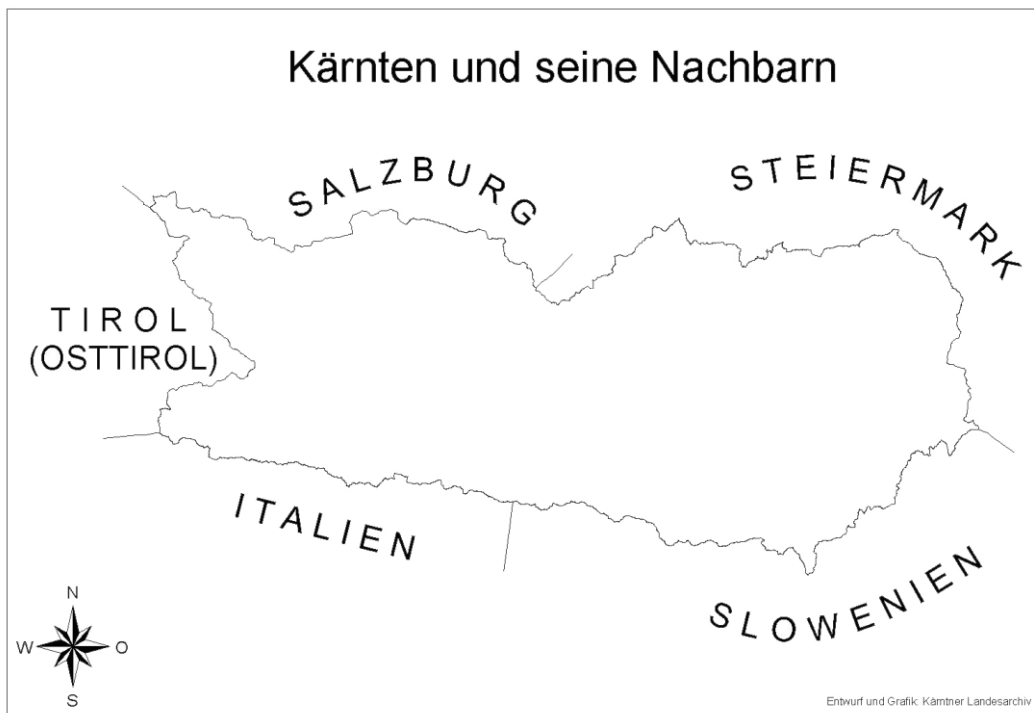 Kärnten und seine Nachbarn
SALZBURG
STEIERMARK
TIROL
(OSTTIROL)
ITALIEN
SLOWENIEN
N
W
O
S
Entwurf und Grafik: Kärntner Landesarchiv